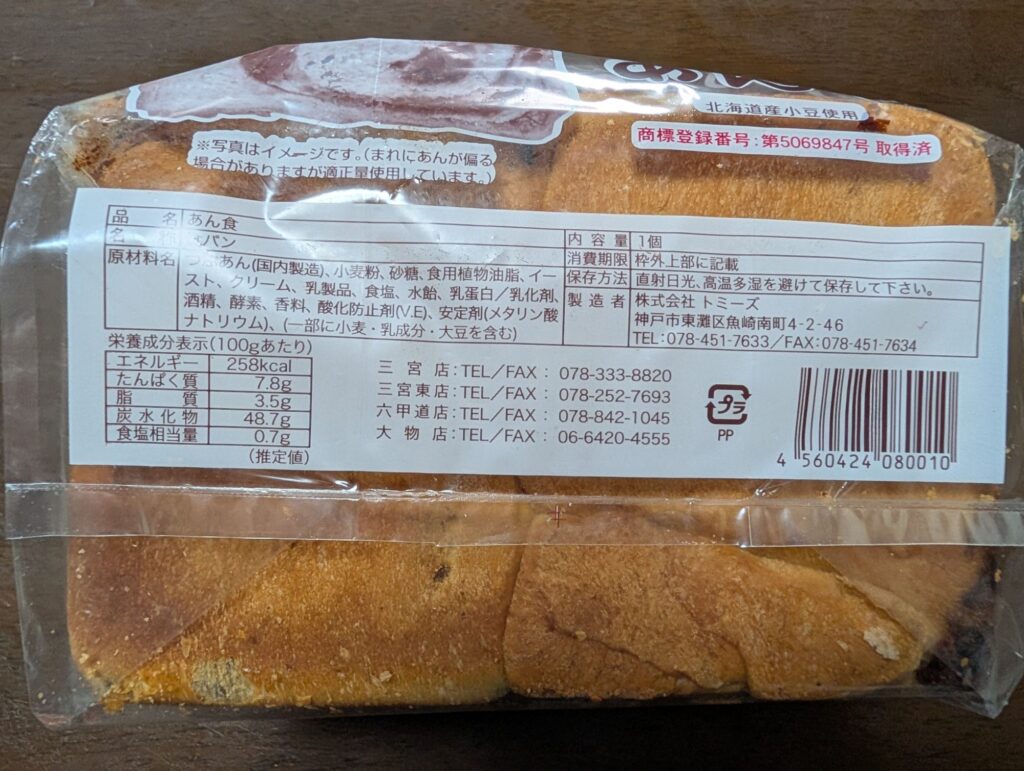 北海道産小豆使用
商標登録番号:第5069847号 取得済
※写真はイメージです。(まれにあんが偏る
場合がありますが適正量使用しています。)
品 名 あん食
名 パン
原材料名 つぶあん(国内製造)、小麦粉、砂糖、食用植物油脂、イー
スト、クリーム、乳製品、食塩、水飴、乳蛋白/乳化剤、
酒精、酵素、香料、酸化防止剤(V.E)、安定剤(メタリン酸
ナトリウム)、(一部に小麦・乳成分・大豆を含む)
内容量 1個
消費期限 枠外上部に記載
保存方法 直射日光、高温多湿を避けて保存して下さい。
製造者 株式会社 トミーズ
神戸市東灘区魚崎南町4-2-46
TEL:078-451-7633/FAX:078-451-7634
栄養成分表示(100gあたり)
エネルギー 258kcal
たんぱく質 7.8g
脂 質 3.5g
炭水化物 48.7g
食塩相当量 0.7g
(推定値)
三 宮 店:TEL/FAX : 078-333-8820
三宮東店:TEL/FAX : 078-252-7693
六甲道店:TEL/FAX : 078-842-1045
大 物 店:TEL/FAX : 06-6420-4555
プラ
PP
4 560424 080010